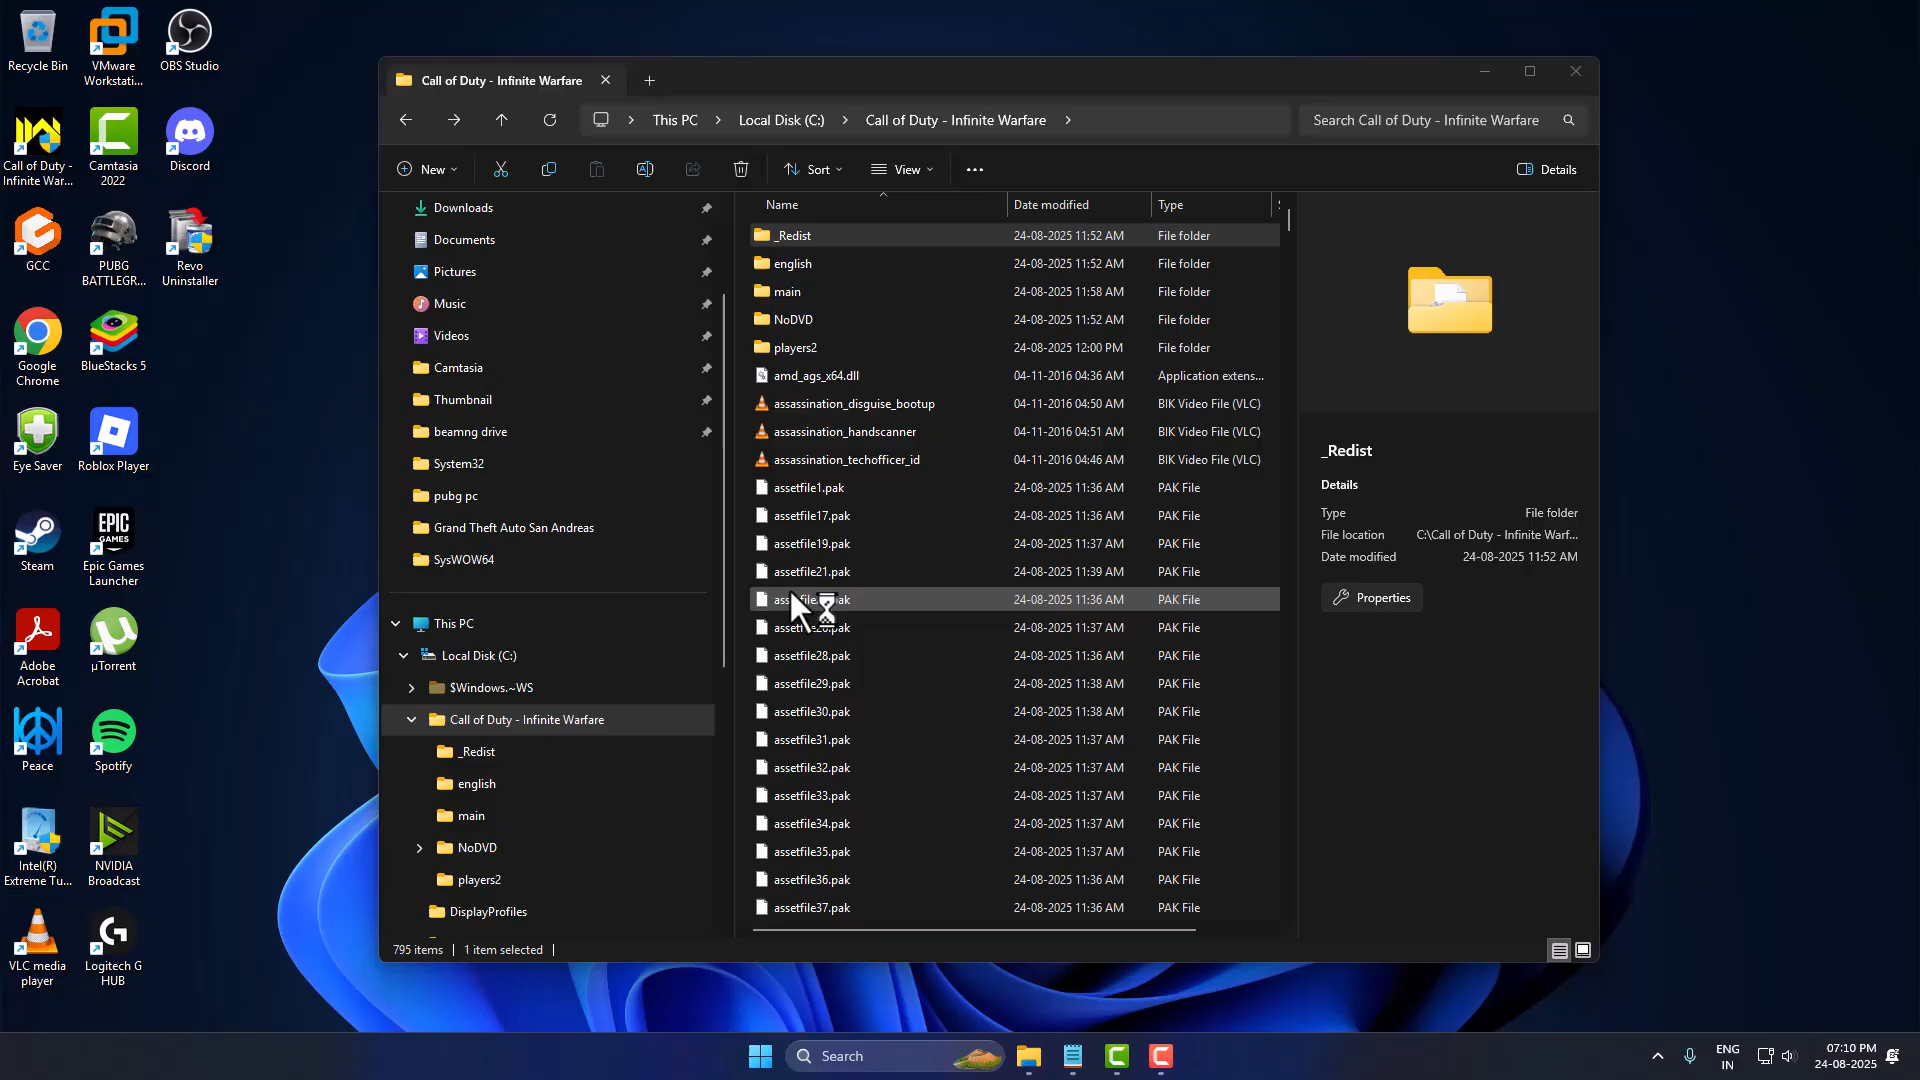 Recycle Bin
VMware
Workstati...
OBS Studio
Call of Duty -
Infinite War...
Camtasia
2022
Discord
GCC
PUBG
BATTLEGR...
Revo
Uninstaller
Google
Chrome
BlueStacks 5
Eye Saver
Roblox Player
Steam
EPIC
GAMES
Epic Games
Launcher
Adobe
Acrobat
µTorrent
Peace
Spotify
Intel(R)
Extreme Tu...
NVIDIA
Broadcast
VLC media
player
Logitech G
HUB
Call of Duty - Infinite Warfare
This PC
Local Disk (C:)
Call of Duty - Infinite Warfare
Search Call of Duty - Infinite Warfare
New
Sort
View
Details
Downloads
Documents
Pictures
Music
Videos
Camtasia
Thumbnail
beamng drive
System32
pubg pc
Grand Theft Auto San Andreas
SysWOW64
This PC
Local Disk (C:)
$Windows.~WS
Call of Duty - Infinite Warfare
_Redist
english
main
NoDVD
players2
DisplayProfiles
Name Date modified Type
_Redist 24-08-2025 11:52 AM File folder
english 24-08-2025 11:52 AM File folder
main 24-08-2025 11:58 AM File folder
NoDVD 24-08-2025 11:52 AM File folder
players2 24-08-2025 12:00 PM File folder
amd_ags_x64.dll 04-11-2016 04:36 AM Application extens...
assassination_disguise_bootup 04-11-2016 04:50 AM BIK Video File (VLC)
assassination_handscanner 04-11-2016 04:51 AM BIK Video File (VLC)
assassination_techofficer_id 04-11-2016 04:46 AM BIK Video File (VLC)
assetfile1.pak 24-08-2025 11:36 AM PAK File
assetfile17.pak 24-08-2025 11:36 AM PAK File
assetfile19.pak 24-08-2025 11:37 AM PAK File
assetfile21.pak 24-08-2025 11:39 AM PAK File
24-08-2025 11:36 AM PAK File
24-08-2025 11:37 AM PAK File
assetfile28.pak 24-08-2025 11:36 AM PAK File
assetfile29.pak 24-08-2025 11:38 AM PAK File
assetfile30.pak 24-08-2025 11:38 AM PAK File
assetfile31.pak 24-08-2025 11:37 AM PAK File
assetfile32.pak 24-08-2025 11:37 AM PAK File
assetfile33.pak 24-08-2025 11:37 AM PAK File
assetfile34.pak 24-08-2025 11:37 AM PAK File
assetfile35.pak 24-08-2025 11:37 AM PAK File
assetfile36.pak 24-08-2025 11:36 AM PAK File
assetfile37.pak 24-08-2025 11:36 AM PAK File
_Redist
Details
Type File folder
File location C:\Call of Duty - Infinite Warf...
Date modified 24-08-2025 11:52 AM
Properties
795 items 1 item selected
Search
ENG
IN
07:10 PM
24-08-2025